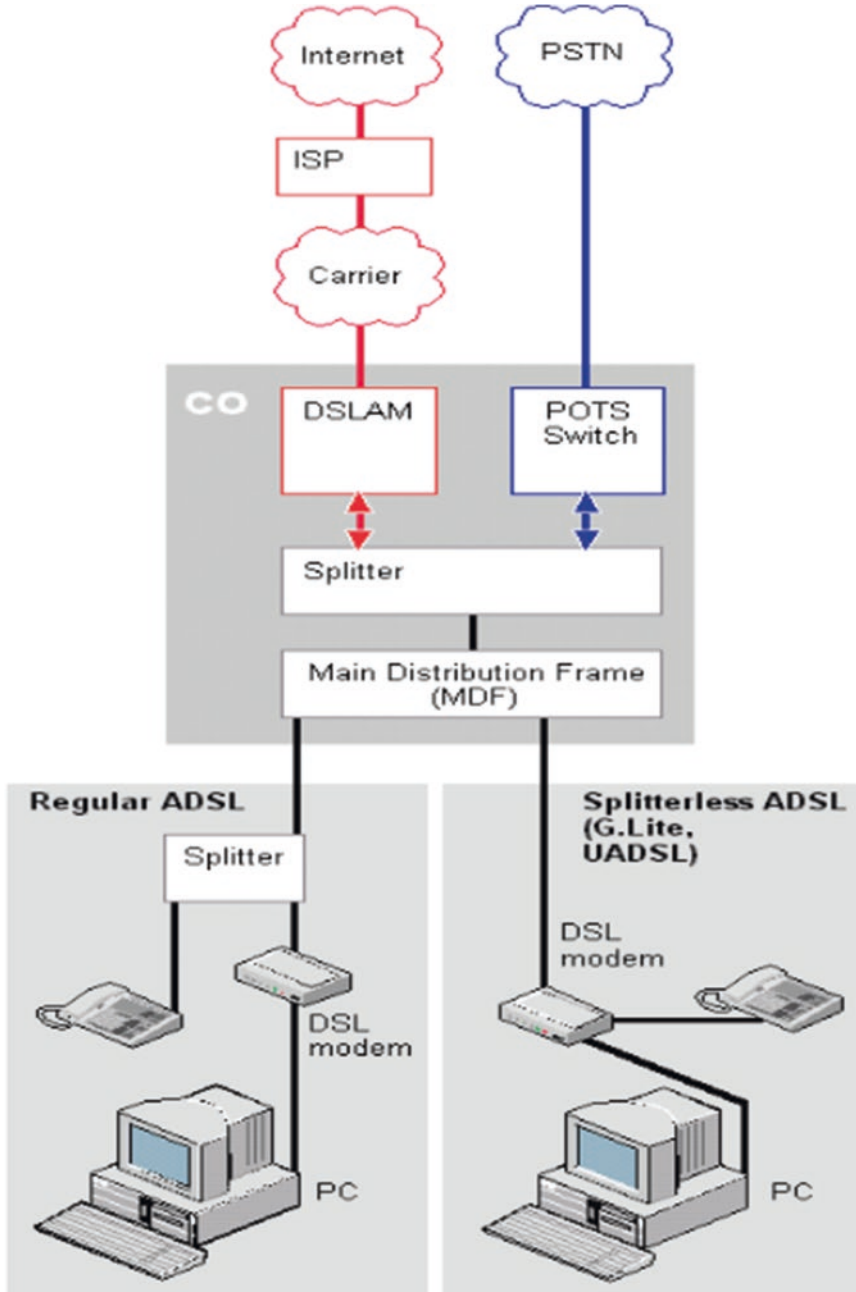 Internet
PSTN
ISP
Carrier
CO
DSLAM
POTS
Switch
Splitter
Main Distribution Frame
(MDF)
Regular ADSL
Splitter
DSL
modem
PC
Splitterless ADSL
(G.Lite,
UADSL)
DSL
modem
PC